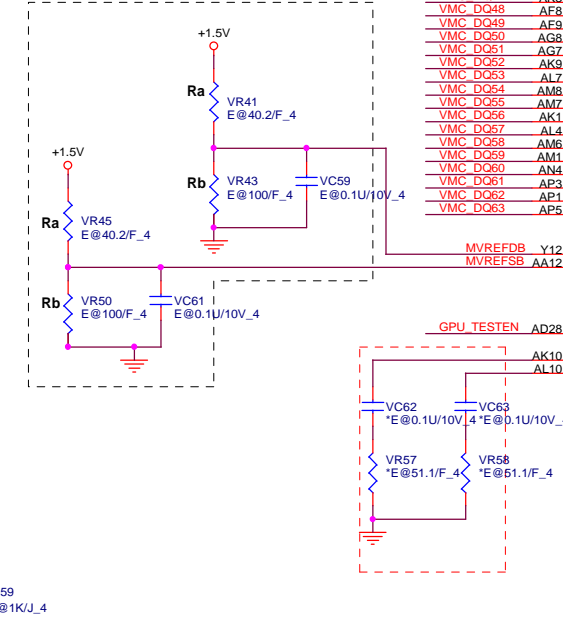 VMC_DQ48 AF8
VMC_DQ49 AF9
VMC_DQ50 AG8
VMC_DQ51 AG7
VMC_DQ52 AK9
VMC_DQ53 AL7
VMC_DQ54 AM8
VMC_DQ55 AM7
VMC_DQ56 AK1
VMC_DQ57 AL4
VMC_DQ58 AM6
VMC_DQ59 AM1
VMC_DQ60 AN4
VMC_DQ61 AP3
VMC_DQ62 AP1
VMC_DQ63 AP5
+1.5V
Ra
VR41
E@40.2/F_4
Rb
VR43
E@100/F_4
VC59
E@0.1U/10V_4
+1.5V
Ra
VR45
E@40.2/F_4
Rb
VR50
E@100/F_4
VC61
E@0.1U/10V_4
MVREFDB Y12
MVREFSB AA12
GPU_TESTEN AD28
AK10
AL10
VC62
*E@0.1U/10V_4
VC63
*E@0.1U/10V_
VR57
*E@51.1/F_4
VR58
*E@51.1/F_4
59
@1K/J_4